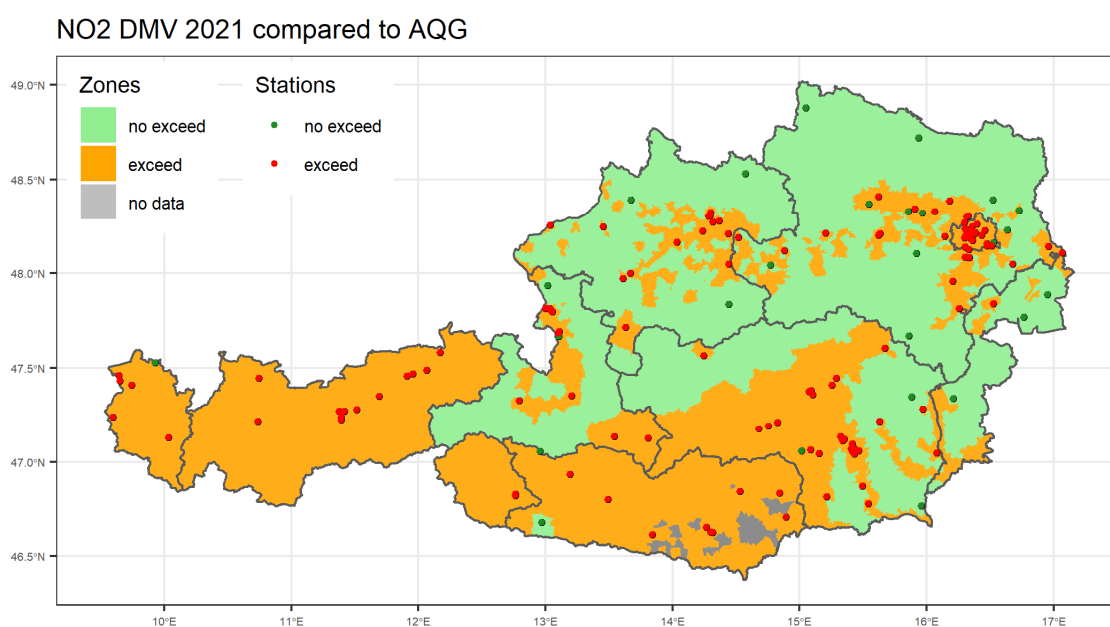 NO2 DMV 2021 compared to AQG
Zones
no exceed
exceed
no data
Stations
no exceed
exceed
49.0°N
48.5°N
48.0°N
47.5°N
47.0°N
46.5°N
10°E
11°E
12°E
13°E
14°E
15°E
16°E
17°E